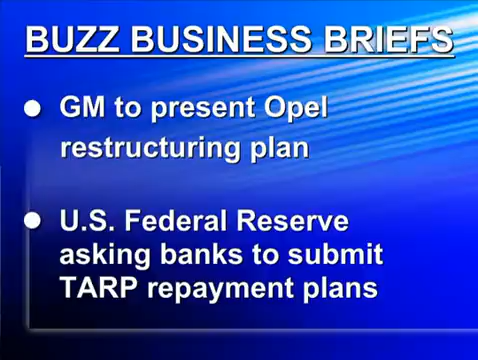 BUZZ BUSINESS BRIEFS
GM to present Opel
restructuring plan
U.S. Federal Reserve
asking banks to submit
TARP repayment plans